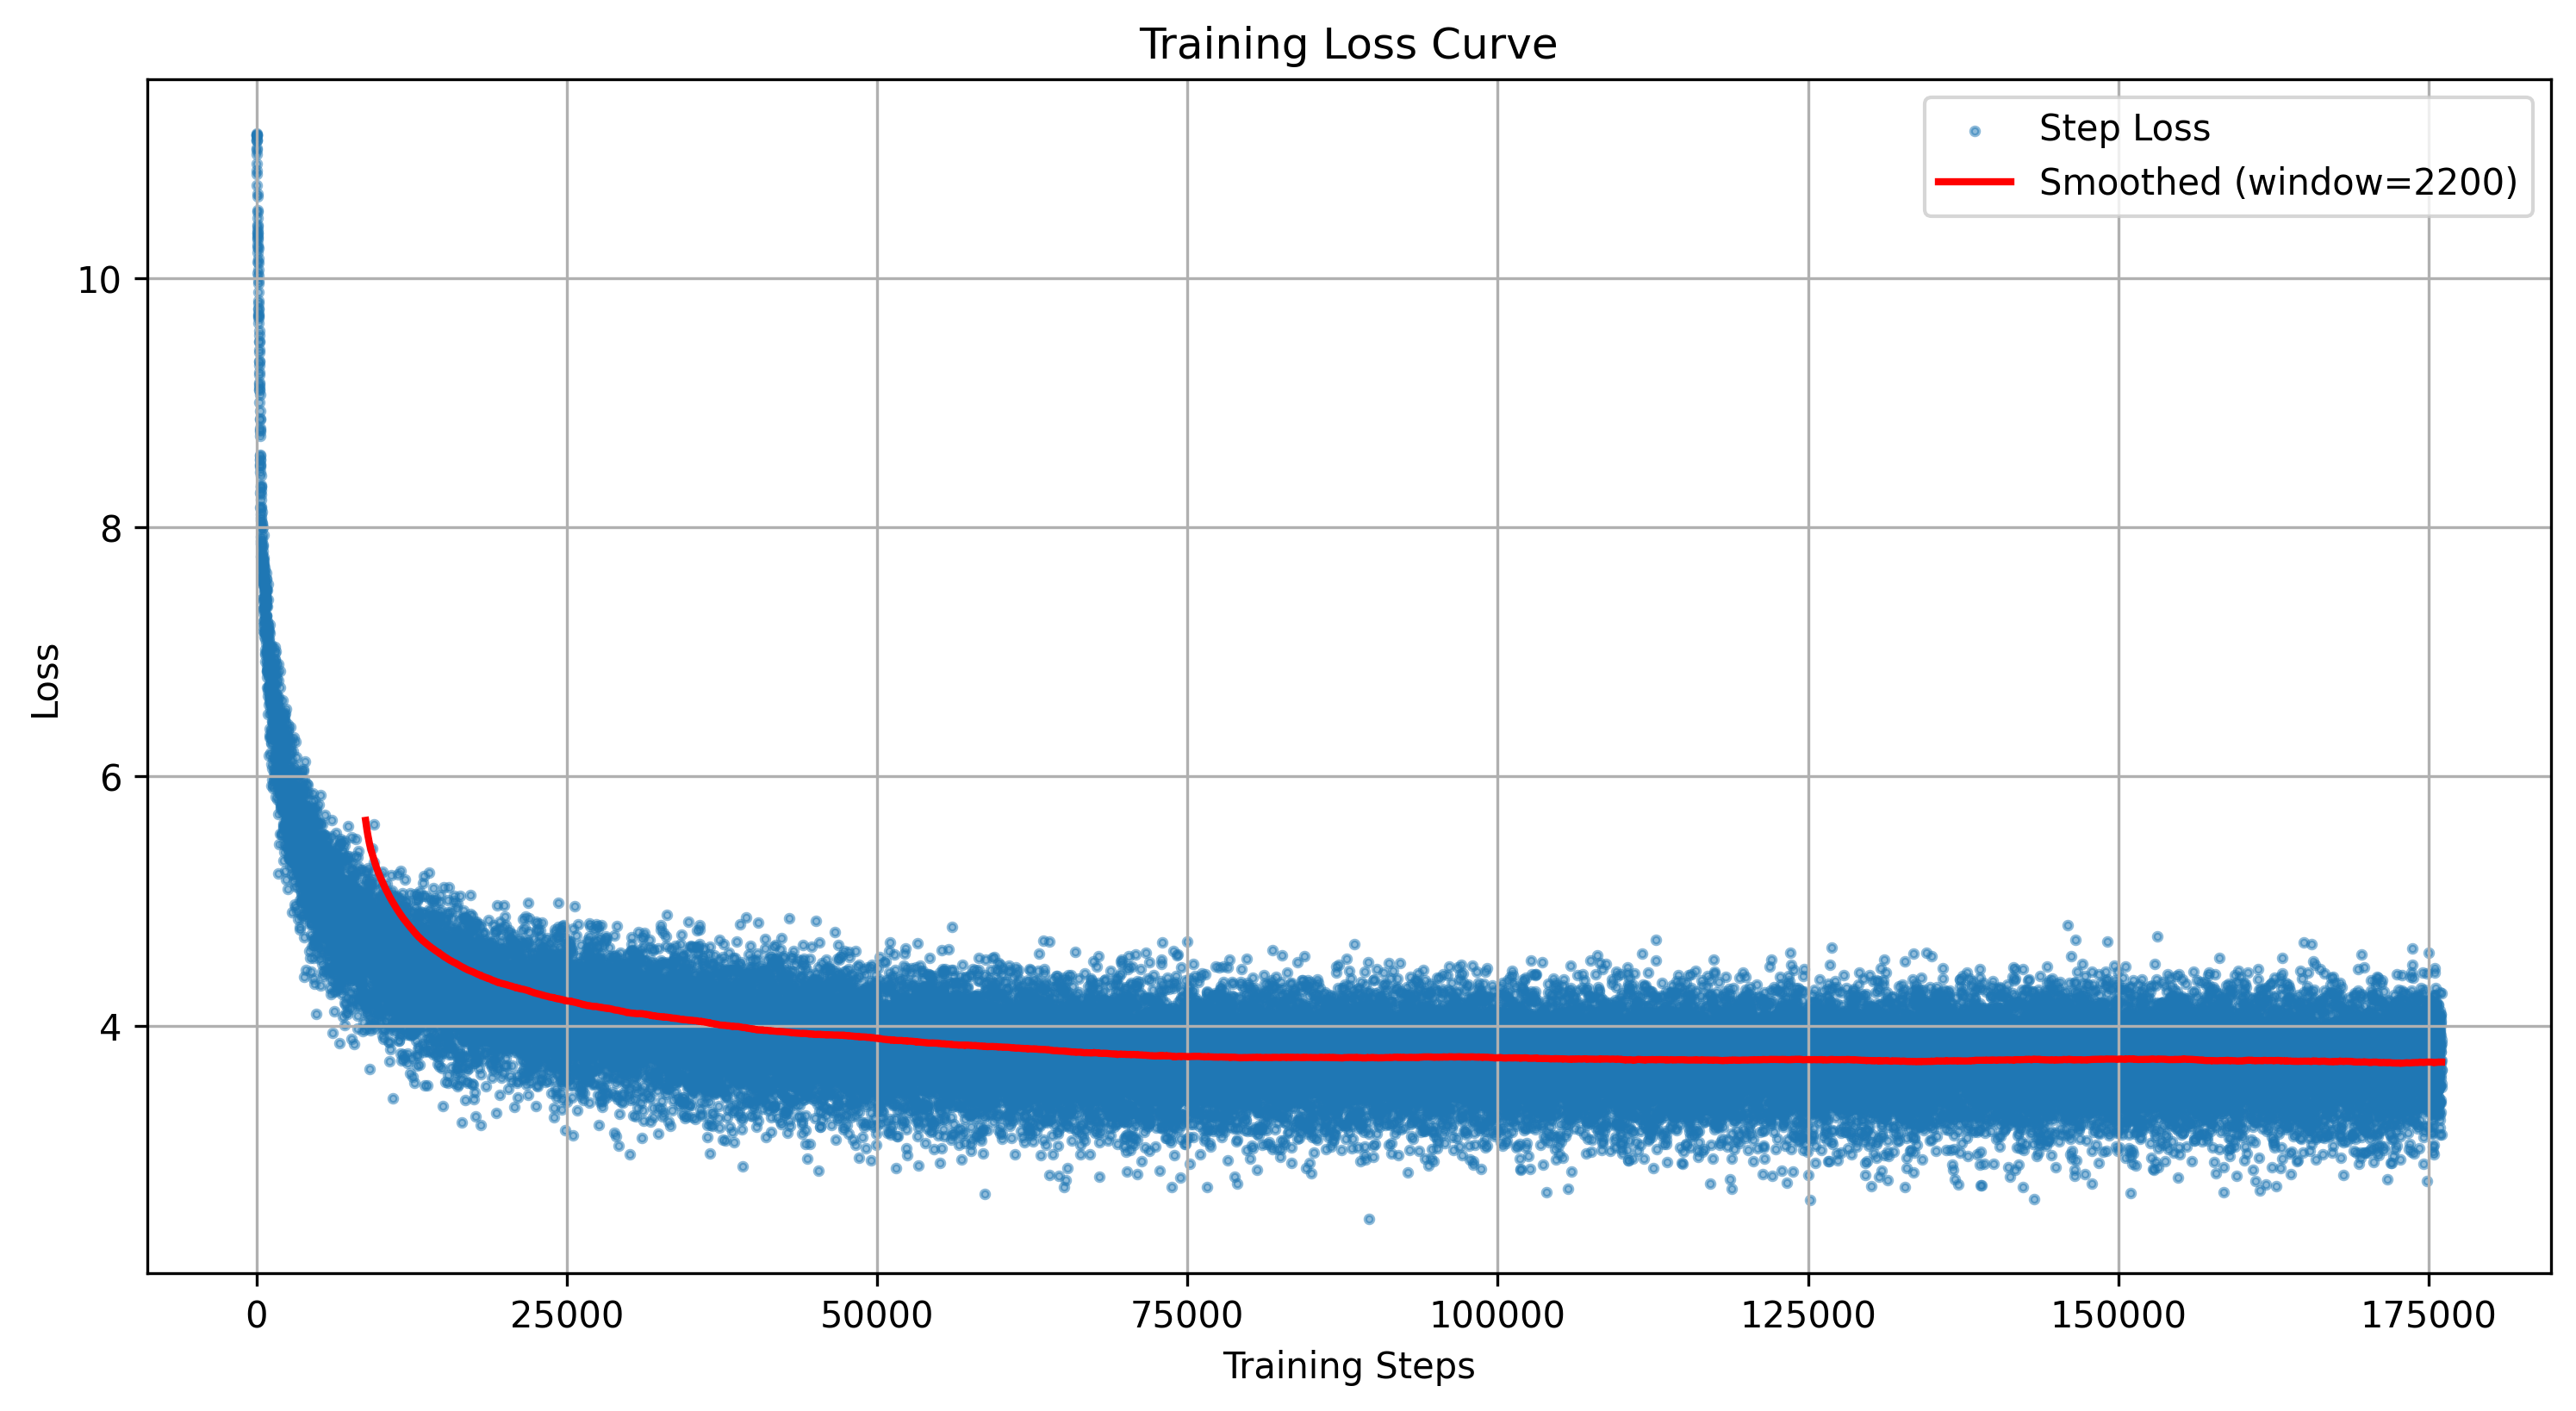 Training Loss Curve
Step Loss
Smoothed (window=2200)
Loss
10
8
6
4
0 25000 50000 75000 100000 125000 150000 175000
Training Steps